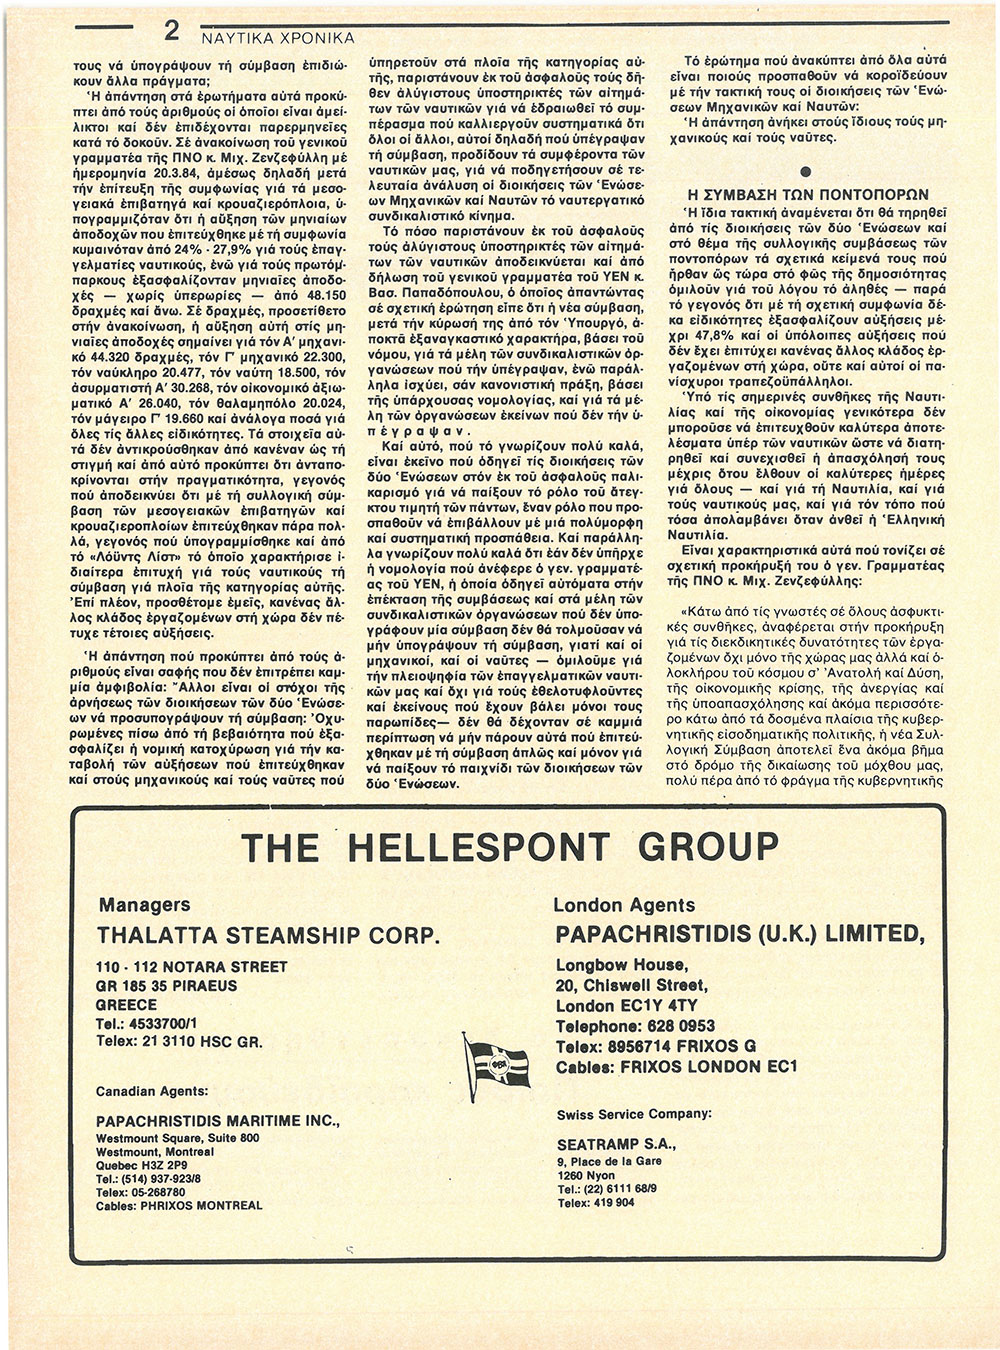 2
ΝΑΥΤΙΚΑ ΧΡΟΝΙΚΑ
τους νά ὑπογράψουν τή σύμβαση ἐπιδιώ-
κουν ἄλλα πράγματα;
Ἡ ἀπάντηση στά ἐρωτήματα αὐτά προκύ-
πτει ἀπό τούς ἀριθμούς οἱ ὁποῖοι εἶναι ἀμεί-
λικτοι καί δέν ἐπιδέχονται παρερμηνεῖες
κατά τό δοκοῦν. Σέ ἀνακοίνωση τοῦ γενικοῦ
γραμματέα τῆς ΠΝΟ κ. Μιχ. Ζενζεφύλλη μέ
ἡμερομηνία 20.3.84, ἀμέσως δηλαδή μετά
τήν ἐπίτευξη τῆς συμφωνίας γιά τά μεσο-
γειακά ἐπιβατηγά καί κρουαζιερόπλοια, ὑ-
πογραμμιζόταν ὅτι ἡ αὔξηση τῶν μηνιαίων
ἀποδοχῶν που ἐπιτεύχθηκε μέ τή συμφωνία
κυμαινόταν ἀπό 24% - 27,9% γιά τούς ἐπαγ-
γελματίες ναυτικούς, ἐνῶ γιά τούς πρωτόμ-
παρκους ἐξασφαλίζονταν μηνιαῖες ἀποδο-
χές — χωρίς ὑπερωρίες — ἀπό 48.150
δραχμές καί ἄνω. Σέ δραχμές, προσετίθετο
στήν ἀνακοίνωση, ἡ αὔξηση αὐτή στίς μη-
νιαῖες ἀποδοχές σημαίνει γιά τόν Α' μηχανι-
κό 44.320 δραχμές, τόν Γ' μηχανικό 22.300,
τόν ναύκληρο 20.477, τόν ναύτη 18.500, τόν
ἀσυρματιστή Α' 30.268, τόν οἰκονομικό ἀξιω-
ματικό Α' 26.040, τόν θαλαμηπόλο 20.024,
τόν μάγειρο Γ' 19.660 καί ἀνάλογα ποσά γιά
ὅλες τίς ἄλλες εἰδικότητες. Τά στοιχεῖα αὐ-
τά δέν ἀντικρούσθηκαν ἀπό κανέναν ὡς τή
στιγμή καί ἀπό αὐτό προκύπτει ὅτι ἀνταπο-
κρίνονται στήν πραγματικότητα, γεγονός
πού ἀποδεικνύει ὅτι μέ τή συλλογική σύμ-
βαση τῶν μεσογειακῶν ἐπιβατηγῶν καί
κρουαζιεροπλοίων ἐπιτεύχθηκαν πάρα πολ-
λά, γεγονός πού ὑπογραμμίσθηκε καί ἀπό
τό «Λόϋντς Λίστ» τό ὁποῖο χαρακτήρισε ἰ-
διαίτερα ἐπιτυχή γιά τούς ναυτικούς τή
σύμβαση γιά πλοῖα τῆς κατηγορίας αὐτῆς.
Ἐπί πλέον, προσθέτομε ἐμεῖς, κανένας ἄλ-
λος κλάδος ἐργαζομένων στή χώρα δέν πέ-
τυχε τέτοιες αὐξήσεις.
Ἡ ἀπάντηση πού προκύπτει ἀπό τούς ἀ-
ριθμούς εἶναι σαφής που δέν ἐπιτρέπει καμ-
μία ἀμφιβολία: Ἄλλοι εἶναι οἱ στόχοι τῆς
ἀρνήσεως τῶν διοικήσεων τῶν δύο Ἑνώσε-
ων νά προσυπογράψουν τή σύμβαση: Ὀχυ-
ρωμένες πίσω ἀπό τή βεβαιότητα πού ἐξα-
σφαλίζει ἡ νομική κατοχύρωση γιά τήν κα-
ταβολή τῶν αὐξήσεων πού ἐπιτεύχθηκαν
καί στούς μηχανικούς καί τούς ναῦτες πού
ὑπηρετοῦν στά πλοῖα τῆς κατηγορίας αὐ-
τῆς, παριστάνουν ἐκ τοῦ ἀσφαλοῦς τούς δῆ-
θεν ἀλύγιστους ὑποστηρικτές τῶν αἰτημά-
των τῶν ναυτικῶν γιά νά ἑδραιωθεῖ τό συμ-
πέρασμα πού καλλιεργοῦν συστηματικά ὅτι
ὅλοι οἱ ἄλλοι, αὐτοί δηλαδή πού ὑπέγραψαν
τή σύμβαση, προδίδουν τά συμφέροντα τῶν
ναυτικῶν μας, γιά νά ποδηγετήσουν σέ τε-
λευταία ἀνάλυση οἱ διοικήσεις τῶν Ἑνώσε-
ων Μηχανικῶν καί Ναυτῶν τό ναυτεργατικό
συνδικαλιστικό κίνημα.
Τό πόσο παριστάνουν ἐκ τοῦ ἀσφαλοῦς
τούς ἀλύγιστους ὑποστηρικτές τῶν αἰτημά-
των τῶν ναυτικῶν ἀποδεικνύεται καί ἀπό
δήλωση τοῦ γενικοῦ γραμματέα τοῦ ΥΕΝ κ.
Βασ. Παπαδόπουλου, ὁ ὁποῖος ἀπαντώντας
σέ σχετική ἐρώτηση εἶπε ὅτι ἡ νέα σύμβαση,
μετά τήν κύρωσή της ἀπό τόν Ὑπουργό, ἀ-
ποκτᾶ ἐξαναγκαστικό χαρακτήρα, βάσει τοῦ
νόμου, γιά τά μέλη τῶν συνδικαλιστικῶν ὀρ-
γανώσεων πού τήν ὑπέγραψαν, ἐνῶ παράλ-
ληλα ἰσχύει, σάν κανονιστική πράξη, βάσει
τῆς ὑπάρχουσας νομολογίας, καί γιά τά μέ-
λη τῶν ὀργανώσεων ἐκείνων πού δέν τήν ὑ-
π έ γ ρ α ψ α ν .
Καί αὐτό, πού τό γνωρίζουν πολύ καλά,
εἶναι ἐκεῖνο πού ὁδηγεῖ τίς διοικήσεις τῶν
δύο Ἑνώσεων στόν ἐκ τοῦ ἀσφαλοῦς παλι-
καρισμό γιά νά παίξουν τό ρόλο τοῦ ἄτεγ-
κτου τιμητή τῶν πάντων, ἕναν ρόλο που προ-
σπαθοῦν νά ἐπιβάλλουν μέ μιά πολύμορφη
καί συστηματική προσπάθεια. Καί παράλλη-
λα γνωρίζουν πολύ καλά ὅτι ἐάν δέν ὑπῆρχε
ἡ νομολογία πού ἀνέφερε ὁ γεν. γραμματέ-
ας τοῦ ΥΕΝ, ἡ ὁποία ὁδηγεῖ αὐτόματα στήν
ἐπέκταση τῆς συμβάσεως καί στά μέλη τῶν
συνδικαλιστικῶν ὀργανώσεων πού δέν ὑπο-
γράφουν μία σύμβαση δέν θά τολμοῦσαν νά
μήν ὑπογράψουν τή σύμβαση, γιατί καί οἱ
μηχανικοί, καί οἱ ναῦτες — ὁμιλοῦμε γιά
τήν πλειοψηφία τῶν ἐπαγγελματικῶν ναυτι-
κῶν μας καί ὄχι γιά τούς ἐθελοτυφλοῦντες
καί ἐκείνους πού ἔχουν βάλει μόνοι τους
παρωπίδες— δέν θά δέχονταν σέ καμμιά
περίπτωση νά μήν πάρουν αὐτά πού ἐπιτεύ-
χθηκαν μέ τή σύμβαση ἁπλῶς καί μόνον γιά
νά παίξουν τό παιχνίδι τῶν διοικήσεων τῶν
δύο Ἑνώσεων.
Τό ἐρώτημα πού ἀνακύπτει ἀπό ὅλα αὐτά
εἶναι ποιούς προσπαθοῦν νά κοροϊδεύουν
μέ τήν τακτική τους οἱ διοικήσεις τῶν Ἑνώ-
σεων Μηχανικῶν καί Ναυτῶν:
Ἡ ἀπάντηση ἀνήκει στούς ἴδιους τούς μη-
χανικούς καί τούς ναῦτες.
●
Η ΣΥΜΒΑΣΗ ΤΩΝ ΠΟΝΤΟΠΟΡΩΝ
Ἡ ἴδια τακτική ἀναμένεται ὅτι θά τηρηθεῖ
ἀπό τίς διοικήσεις τῶν δύο Ἑνώσεων καί
στό θέμα τῆς συλλογικῆς συμβάσεως τῶν
ποντοπόρων τά σχετικά κείμενά τους πού
ἦρθαν ὥς τώρα στό φῶς τῆς δημοσιότητας
ὁμιλοῦν γιά τοῦ λόγου τό ἀληθές — παρά
τό γεγονός ὅτι μέ τή σχετική συμφωνία δέ-
κα εἰδικότητες ἐξασφαλίζουν αὐξήσεις μέ-
χρι 47,8% καί οἱ ὑπόλοιπες αὐξήσεις πού
δέν ἔχει ἐπιτύχει κανένας ἄλλος κλάδος ἐρ-
γαζομένων στή χώρα, οὔτε καί αὐτοί οἱ πα-
νίσχυροι τραπεζοϋπάλληλοι.
Ὑπό τίς σημερινές συνθῆκες τῆς Ναυτι-
λίας καί τῆς οἰκονομίας γενικότερα δέν
μποροῦσε νά ἐπιτευχθοῦν καλύτερα ἀποτε-
λέσματα ὑπέρ τῶν ναυτικῶν ὥστε νά διατη-
ρηθεῖ καί συνεχισθεῖ ἡ ἀπασχόλησή τους
μέχρις ὅτου ἔλθουν οἱ καλύτερες ἡμέρες
γιά ὅλους — καί γιά τή Ναυτιλία, καί γιά
τούς ναυτικούς μας, καί γιά τόν τόπο πού
τόσα ἀπολαμβάνει ὅταν ἀνθεῖ ἡ Ἑλληνική
Ναυτιλία.
Εἶναι χαρακτηριστικά αὐτά πού τονίζει σέ
σχετική προκήρυξή του ὁ γεν. Γραμματέας
τῆς ΠΝΟ κ. Μιχ. Ζενζεφύλλης:
«Κάτω ἀπό τίς γνωστές σέ ὅλους ἀσφυκτι-
κές συνθῆκες, ἀναφέρεται στήν προκήρυξη
γιά τίς διεκδικητικές δυνατότητες τῶν ἐργα-
ζομένων ὄχι μόνο τῆς χώρας μας ἀλλά καί ὁ-
λοκλήρου τοῦ κόσμου σ' Ἀνατολή καί Δύση,
τῆς οἰκονομικῆς κρίσης, τῆς ἀνεργίας καί
τῆς ὑποαπασχόλησης καί ἀκόμα περισσότε-
ρο κάτω ἀπό τά δοσμένα πλαίσια τῆς κυβερ-
νητικῆς εἰσοδηματικῆς πολιτικῆς, ἡ νέα Συλ-
λογική Σύμβαση ἀποτελεῖ ἕνα ἀκόμα βῆμα
στό δρόμο τῆς δικαίωσης τοῦ μόχθου μας,
πολύ πέρα ἀπό τό φράγμα τῆς κυβερνητικῆς
THE HELLESPONT GROUP
Managers
THALATTA STEAMSHIP CORP.
110 - 112 NOTARA STREET
GR 185 35 PIRAEUS
GREECE
Tel.: 4533700/1
Telex: 21 3110 HSC GR.
Canadian Agents:
PAPACHRISTIDIS MARITIME INC.,
Westmount Square, Suite 800
Westmount, Montreal
Quebec H3Z 2P9
Tel.: (514) 937-923/8
Telex: 05-268780
Cables: PHRIXOS MONTREAL
London Agents
PAPACHRISTIDIS (U.K.) LIMITED,
Longbow House,
20, Chiswell Street,
London EC1Y 4TY
Telephone: 628 0953
Telex: 8956714 FRIXOS G
Cables: FRIXOS LONDON EC1
Swiss Service Company:
SEATRAMP S.A.,
9, Place de la Gare
1260 Nyon
Tel.: (22) 6111 68/9
Telex: 419 904